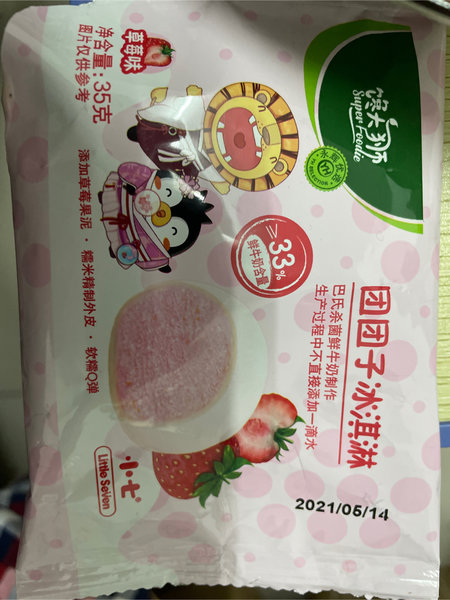 馋大狮
Super Foodie
团团子冰淇淋
巴氏杀菌鲜牛奶制作
生产过程中不直接添加一滴水
≥33%
鲜牛奶含量
2021/05/14
草莓味
净含量:35克
图片仅供参考
添加草莓果泥·糯米精制外皮·软糯Q弹
小七
Little Seven